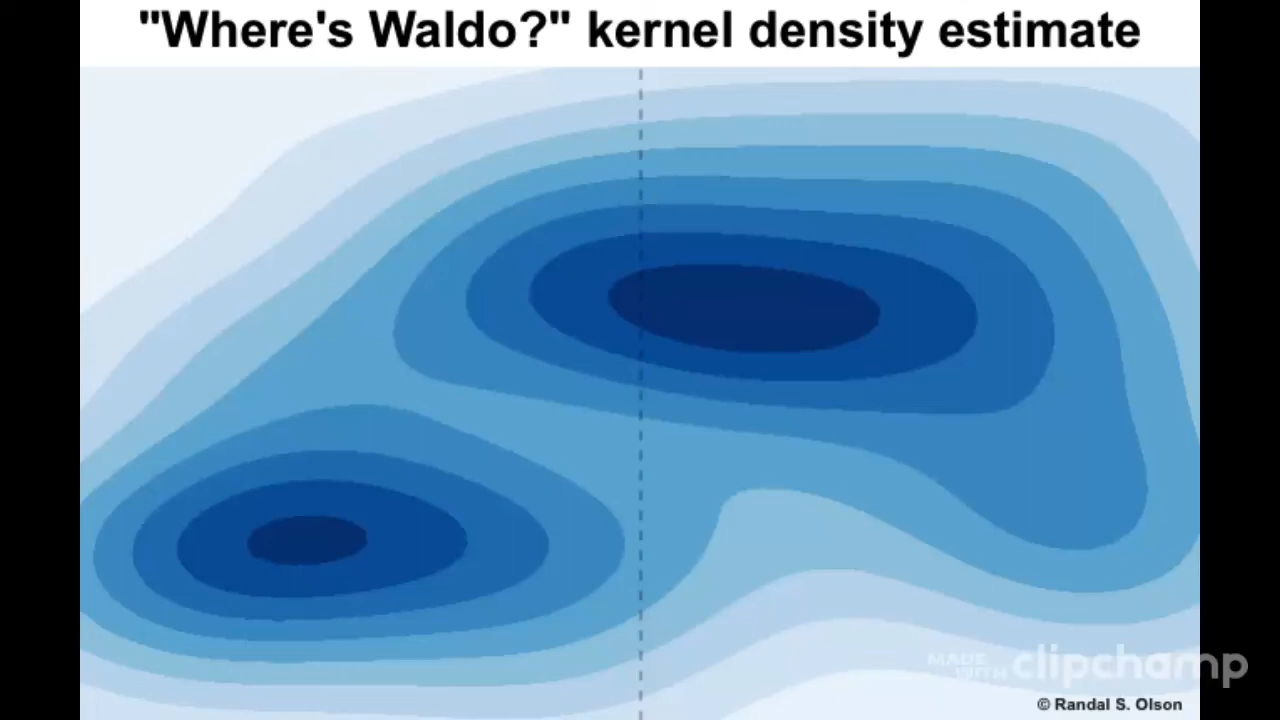 "Where's Waldo?" kernel density estimate
MADE
WITH
clipchamp
© Randal S. Olson